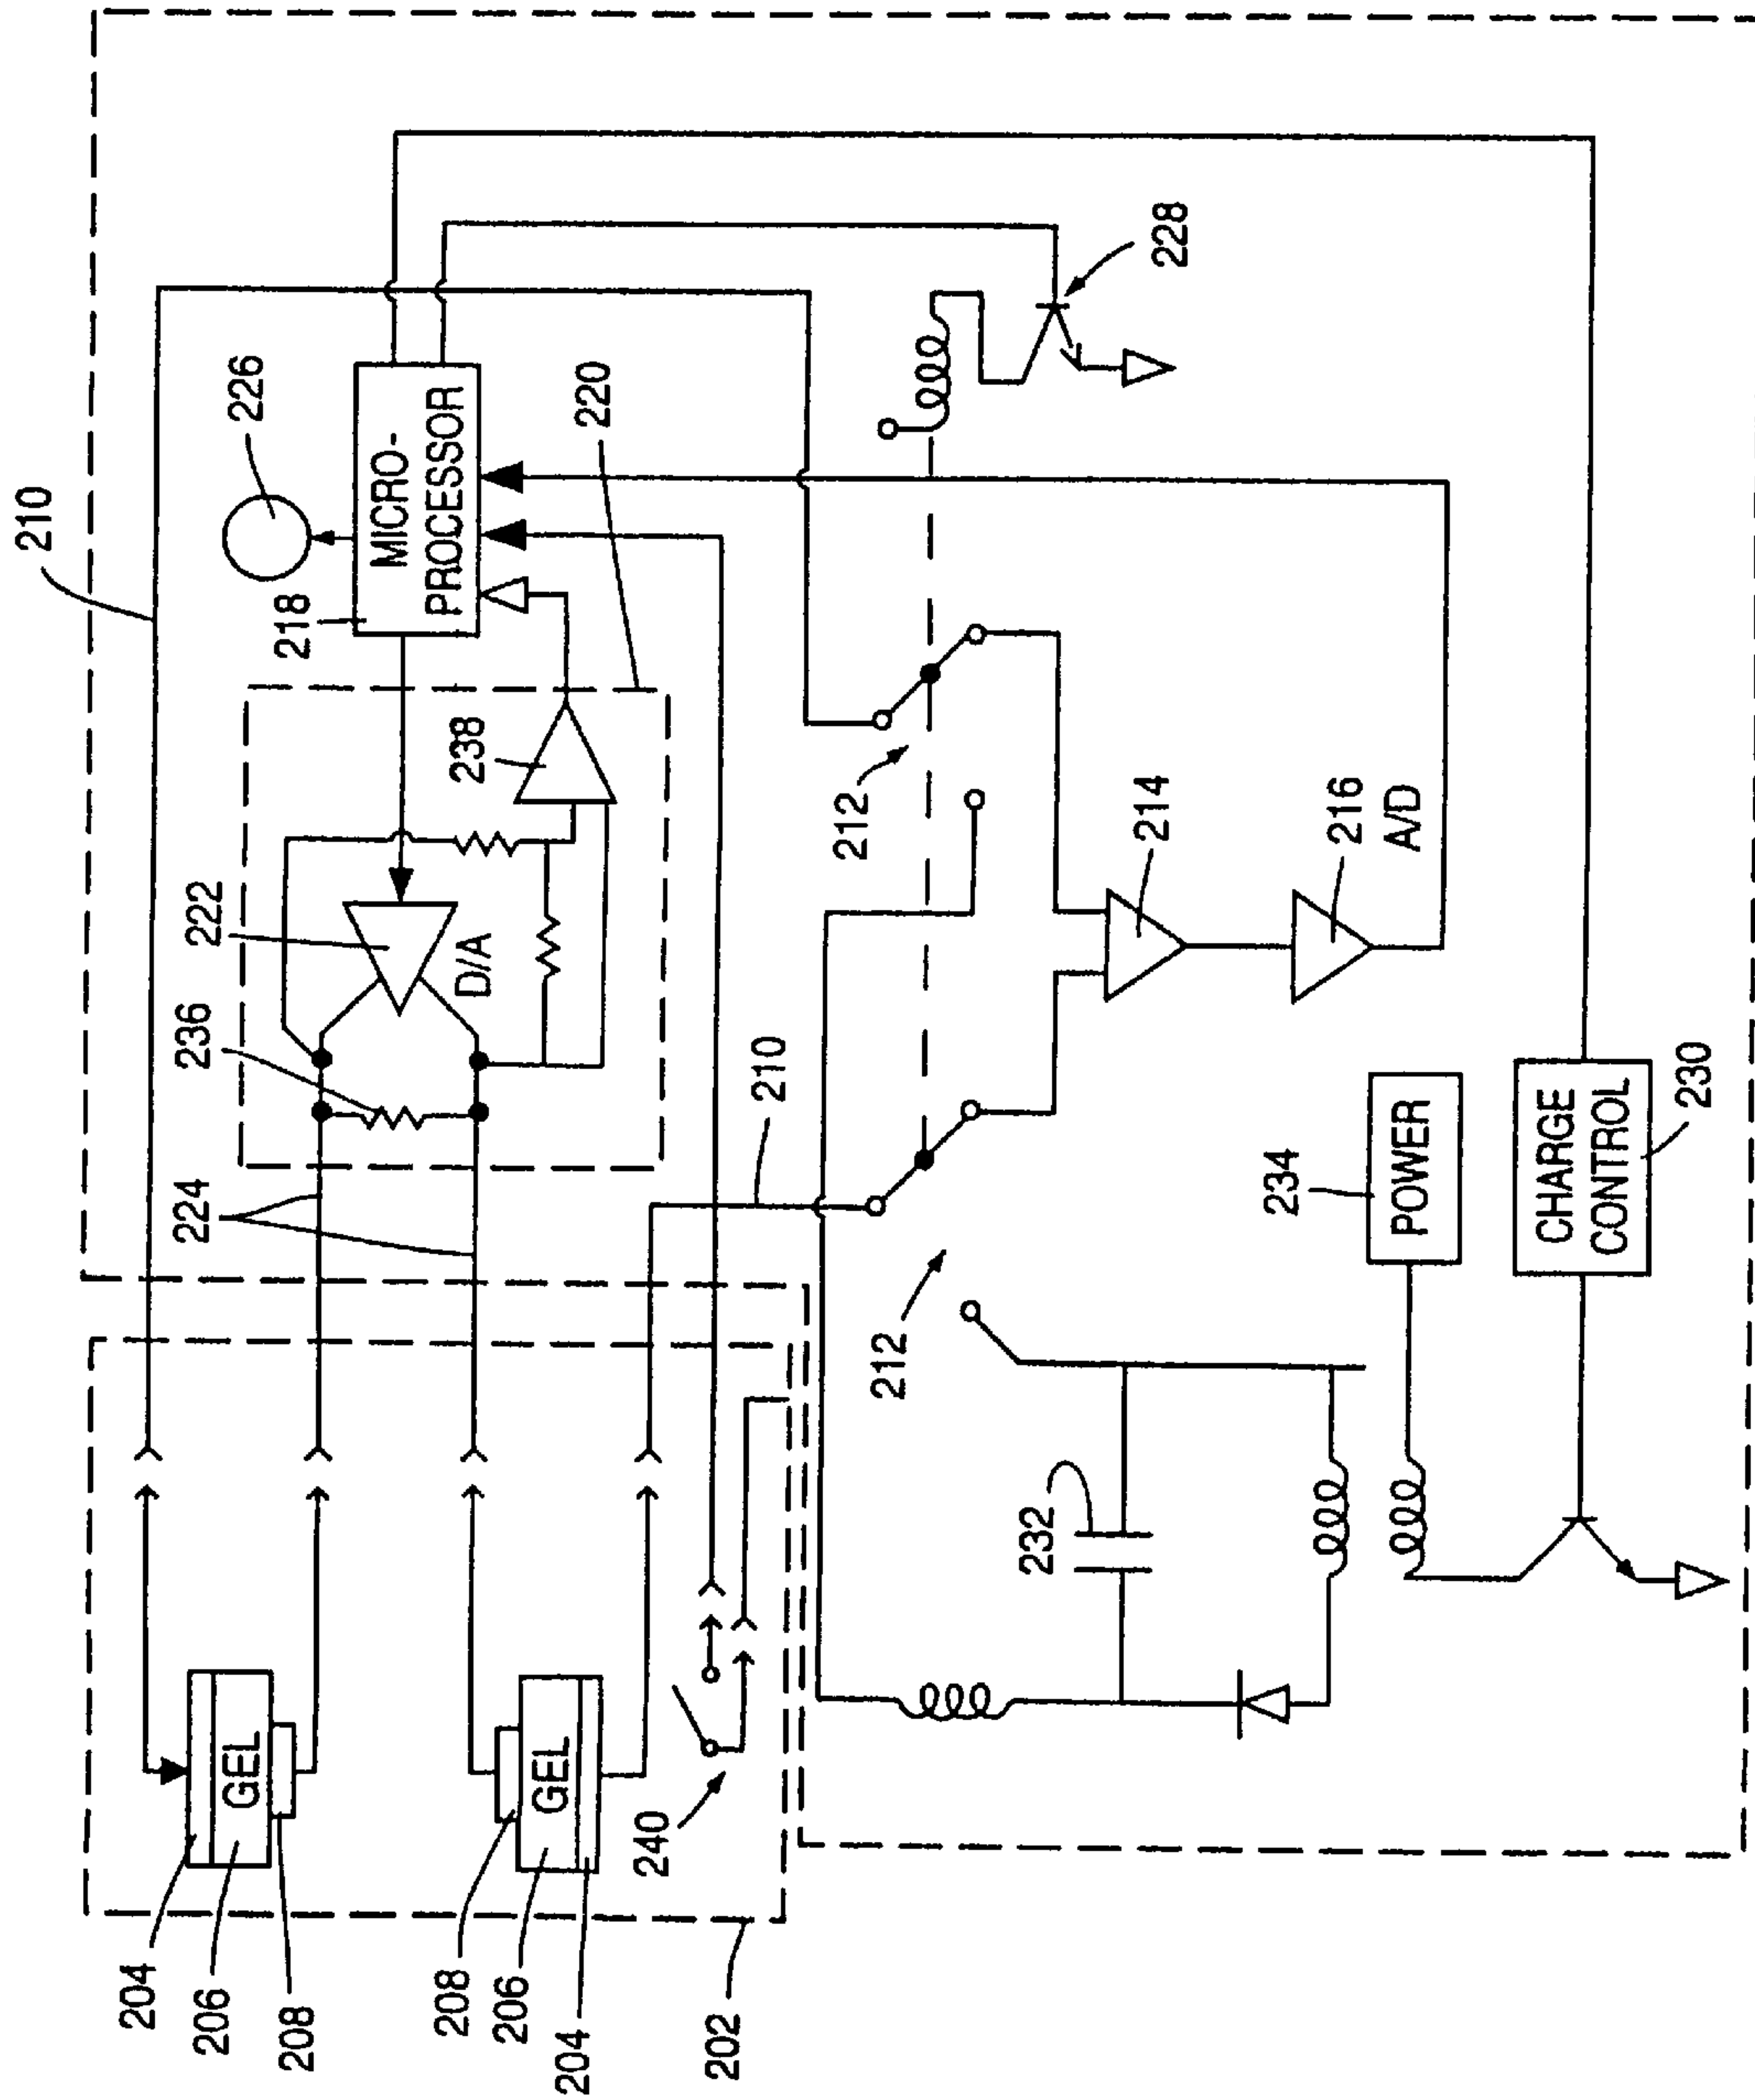 210
204
236
222
206
GEL
226
208
218
224
MICRO-
PROCESSOR
208
238
D/A
206
GEL
204
220
240
202
210
212
212
232
214
228
234
216
A/D
POWER
CHARGE
CONTROL
230